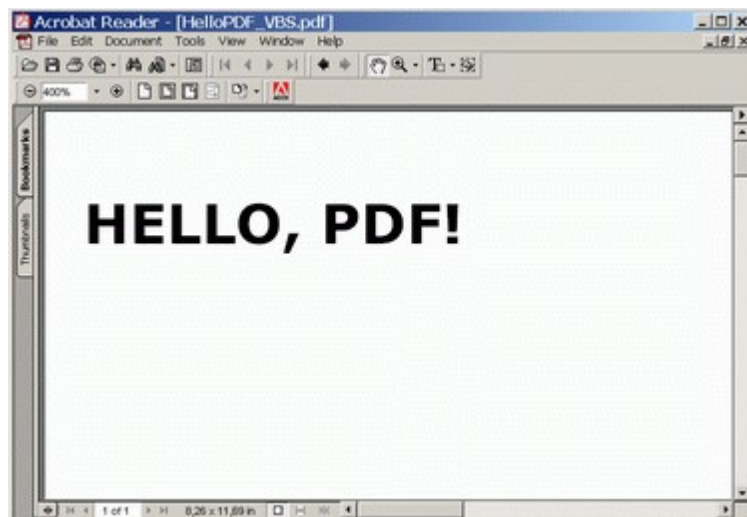 Acrobat Reader - [HelloPDF_VBS.pdf]
File Edit Document Tools View Window Help
400%
Bookmarks
Thumbnails
HELLO, PDF!
1 of 1 8,26 x 11,69 in